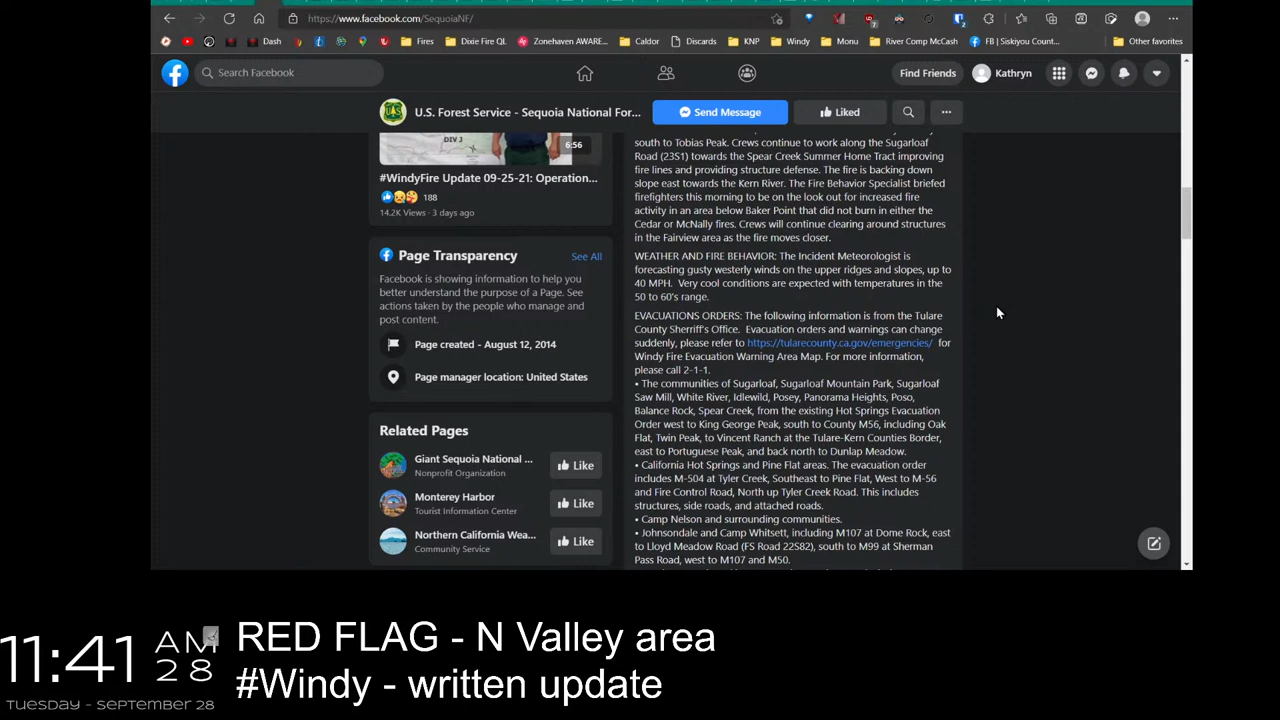 https://www.facebook.com/SequoiaNF/
Dash
Fires
Dixie Fire QL
Zonehaven AWARE...
Caldor
Discards
KNP
Windy
Monu
River Comp McCash
FB | Siskiyou Count...
Other favorites
Search Facebook
Find Friends
Kathryn
U.S. Forest Service - Sequoia National For...
Send Message
Liked
DIV J
6:56
#WindyFire Update 09-25-21: Operation...
188
14.2K Views · 3 days ago
Page Transparency
See All
Facebook is showing information to help you
better understand the purpose of a Page. See
actions taken by the people who manage and
post content.
Page created - August 12, 2014
Page manager location: United States
Related Pages
Giant Sequoia National ...
Nonprofit Organization
Like
Monterey Harbor
Tourist Information Center
Like
Northern California Wea...
Community Service
Like
south to Tobias Peak. Crews continue to work along the Sugarloaf
Road (23S1) towards the Spear Creek Summer Home Tract improving
fire lines and providing structure defense. The fire is backing down
slope east towards the Kern River. The Fire Behavior Specialist briefed
firefighters this morning to be on the look out for increased fire
activity in an area below Baker Point that did not burn in either the
Cedar or McNally fires. Crews will continue clearing around structures
in the Fairview area as the fire moves closer.
WEATHER AND FIRE BEHAVIOR: The Incident Meteorologist is
forecasting gusty westerly winds on the upper ridges and slopes, up to
40 MPH. Very cool conditions are expected with temperatures in the
50 to 60's range.
EVACUATIONS ORDERS: The following information is from the Tulare
County Sherriff's Office. Evacuation orders and warnings can change
suddenly, please refer to https://tularecounty.ca.gov/emergencies/ for
Windy Fire Evacuation Warning Area Map. For more information,
please call 2-1-1.
• The communities of Sugarloaf, Sugarloaf Mountain Park, Sugarloaf
Saw Mill, White River, Idlewild, Posey, Panorama Heights, Poso,
Balance Rock, Spear Creek, from the existing Hot Springs Evacuation
Order west to King George Peak, south to County M56, including Oak
Flat, Twin Peak, to Vincent Ranch at the Tulare-Kern Counties Border,
east to Portuguese Peak, and back north to Dunlap Meadow.
• California Hot Springs and Pine Flat areas. The evacuation order
includes M-504 at Tyler Creek, Southeast to Pine Flat, West to M-56
and Fire Control Road, North up Tyler Creek Road. This includes
structures, side roads, and attached roads.
• Camp Nelson and surrounding communities.
• Johnsondale and Camp Whitsett, including M107 at Dome Rock, east
to Lloyd Meadow Road (FS Road 22S82), south to M99 at Sherman
Pass Road, west to M107 and M50.
11:41 AM 28
TUESDAY - SEPTEMBER 28
RED FLAG - N Valley area
#Windy - written update